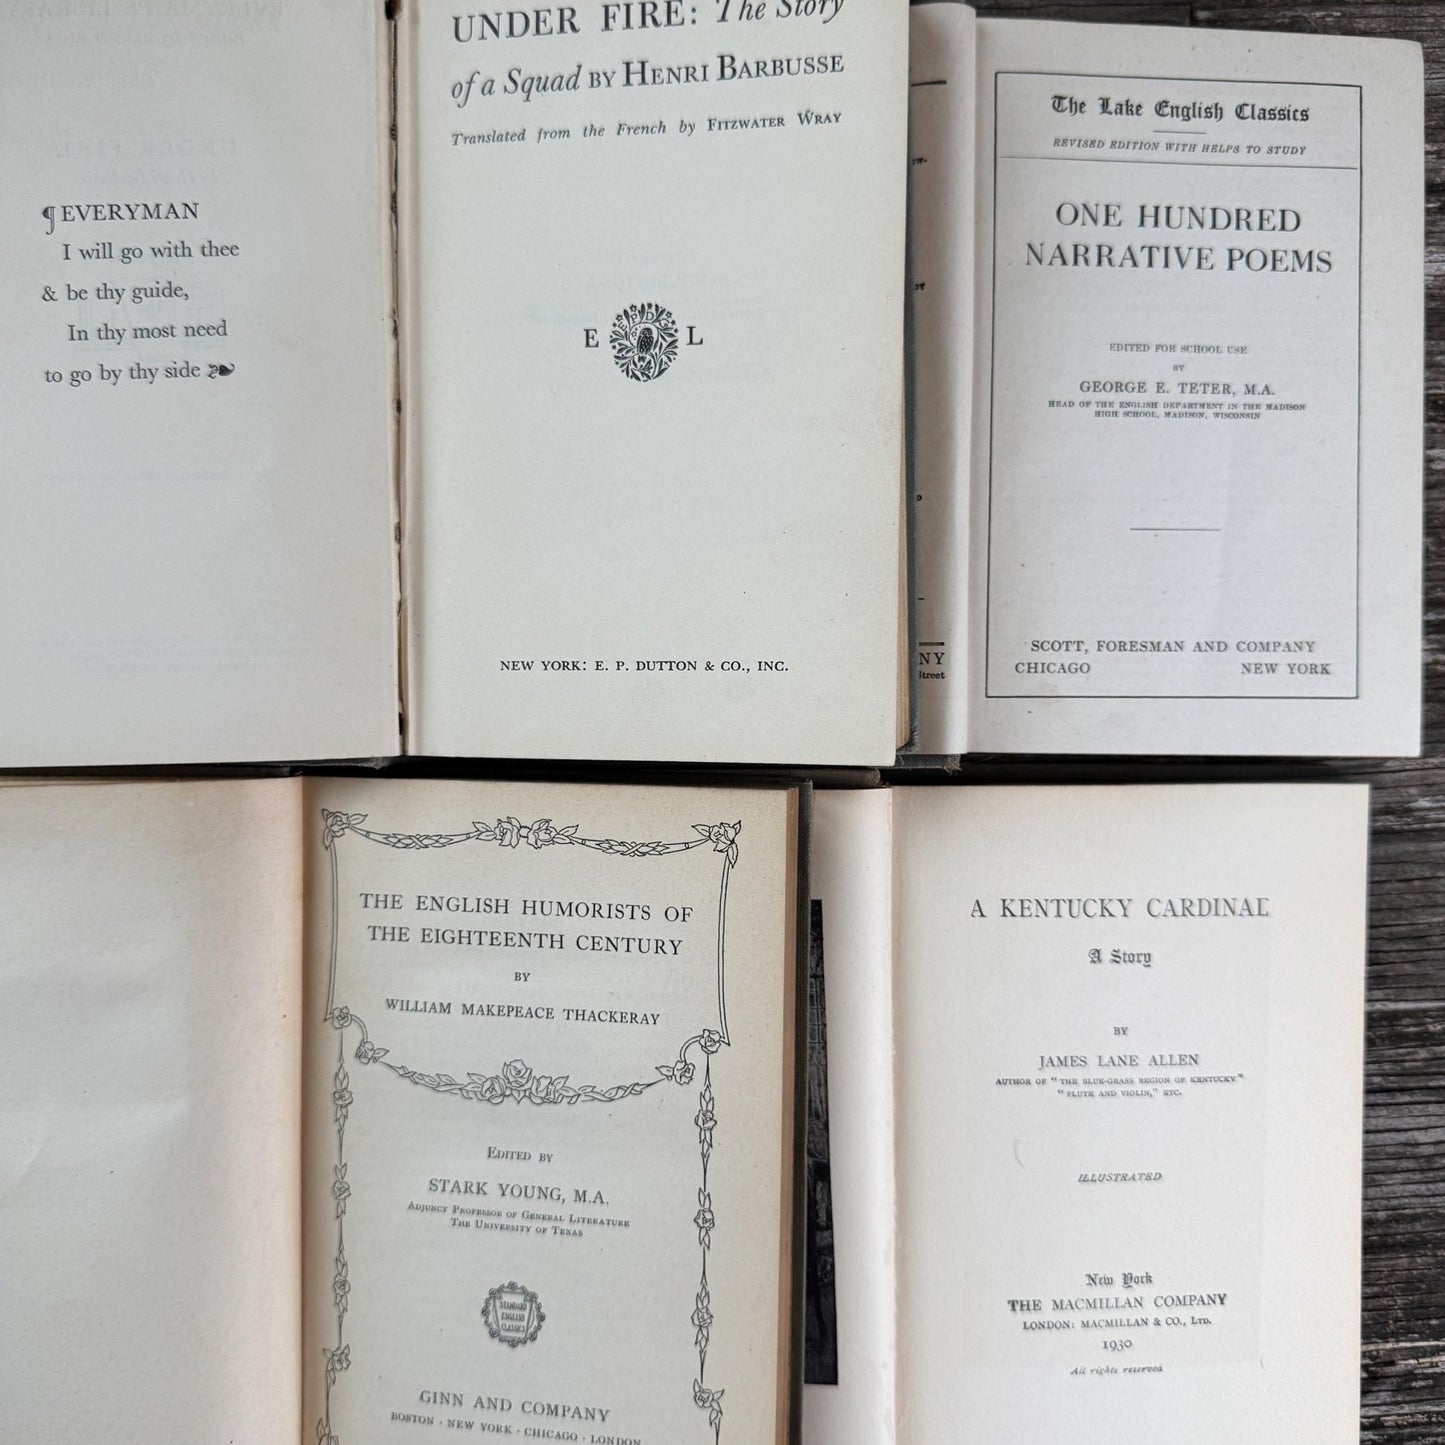 ¶ EVERYMAN
I will go with thee
& be thy guide,
In thy most need
to go by thy side
UNDER FIRE: The Story
of a Squad BY HENRI BARBUSSE
Translated from the French by FITZWATER WRAY
E L
NEW YORK: E. P. DUTTON & CO., INC.
NY
Street
The Lake English Classics
REVISED EDITION WITH HELPS TO STUDY
ONE HUNDRED
NARRATIVE POEMS
EDITED FOR SCHOOL USE
BY
GEORGE E. TETER, M.A.
HEAD OF THE ENGLISH DEPARTMENT IN THE MADISON
HIGH SCHOOL, MADISON, WISCONSIN
SCOTT, FORESMAN AND COMPANY
CHICAGO NEW YORK
THE ENGLISH HUMORISTS OF
THE EIGHTEENTH CENTURY
BY
WILLIAM MAKEPEACE THACKERAY
EDITED BY
STARK YOUNG, M.A.
ADJUNCT PROFESSOR OF GENERAL LITERATURE
THE UNIVERSITY OF TEXAS
STANDARD
ENGLISH
CLASSICS
GINN AND COMPANY
BOSTON · NEW YORK · CHICAGO · LONDON
A KENTUCKY CARDINAL
A Story
BY
JAMES LANE ALLEN
AUTHOR OF "THE BLUE-GRASS REGION OF KENTUCKY"
"FLUTE AND VIOLIN," ETC.
ILLUSTRATED
New York
THE MACMILLAN COMPANY
LONDON: MACMILLAN & CO., LTD.
1930
All rights reserved